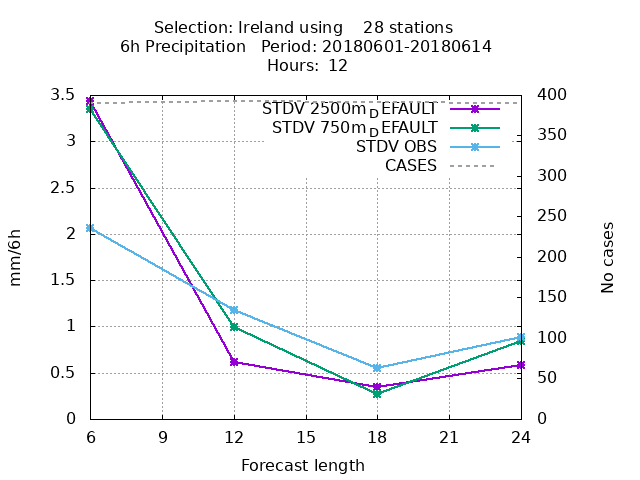 Selection: Ireland using 28 stations
6h Precipitation Period: 20180601-20180614
Hours: 12
3.5
3
2.5
2
1.5
1
0.5
0
mm/6h
STDV 2500mDEFAULT
STDV 750mDEFAULT
STDV OBS
CASES
400
350
300
250
200
150
100
50
0
No cases
6 9 12 15 18 21 24
Forecast length